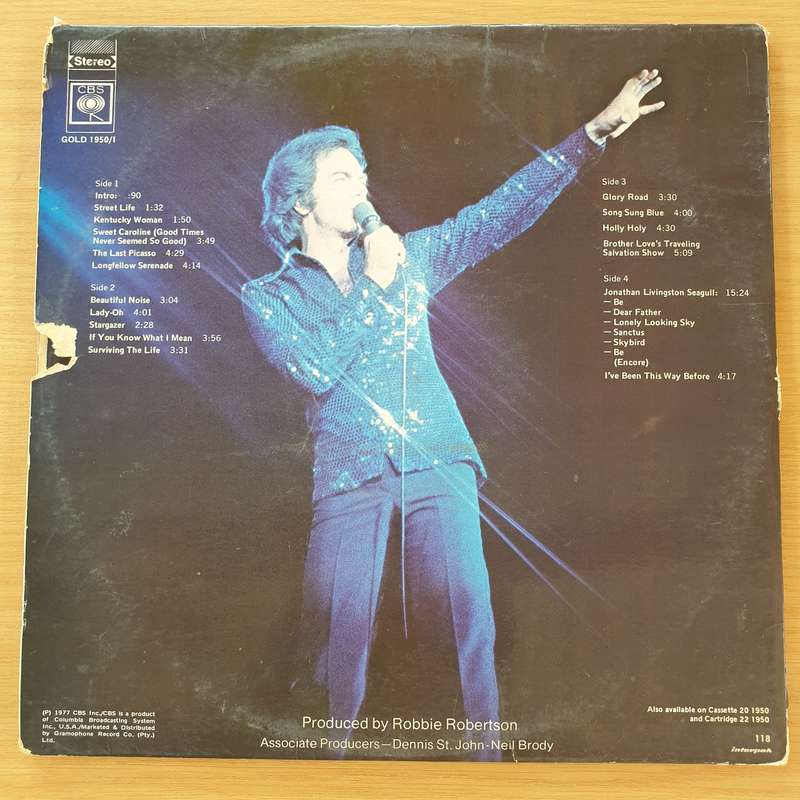 Stereo
CBS
GOLD 1950/1
Side 1
Intro: :90
Street Life 1:32
Kentucky Woman 1:50
Sweet Caroline (Good Times
Never Seemed So Good) 3:49
The Last Picasso 4:29
Longfellow Serenade 4:14
Side 2
Beautiful Noise 3:04
Lady-Oh 4:01
Stargazer 2:28
If You Know What I Mean 3:56
Surviving The Life 3:31
Side 3
Glory Road 3:30
Song Sung Blue 4:00
Holly Holy 4:30
Brother Love's Traveling
Salvation Show 5:09
Side 4
Jonathan Livingston Seagull: 15:24
— Be
— Dear Father
— Lonely Looking Sky
— Sanctus
— Skybird
— Be
(Encore)
I've Been This Way Before 4:17
(P) 1977 CBS Inc./CBS is a product
of Columbia Broadcasting System
Inc., U.S.A./Marketed & Distributed
by Gramophone Record Co. (Pty.)
Ltd.
Produced by Robbie Robertson
Associate Producers—Dennis St. John-Neil Brody
Also available on Cassette 20 1950
and Cartridge 22 1950
118
interpak